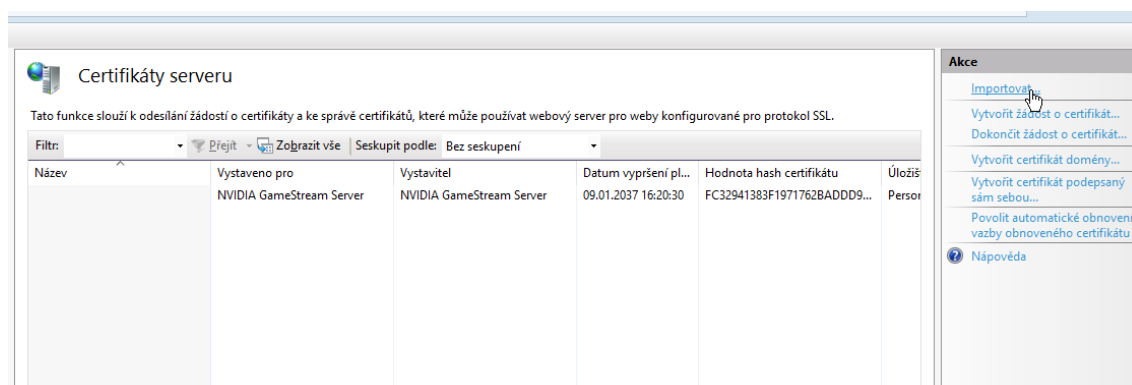 Certifikáty serveru
Tato funkce slouží k odesílání žádostí o certifikáty a ke správě certifikátů, které může používat webový server pro weby konfigurované pro protokol SSL.
Filtr: Přejít Zobrazit vše Seskupit podle: Bez seskupení
Název Vystaveno pro Vystavitel Datum vypršení pl... Hodnota hash certifikátu Úložiš
NVIDIA GameStream Server NVIDIA GameStream Server 09.01.2037 16:20:30 FC32941383F1971762BADDD9... Person
Akce
Importovat...
Vytvořit žádost o certifikát...
Dokončit žádost o certifikát...
Vytvořit certifikát domény...
Vytvořit certifikát podepsaný
sám sebou...
Povolit automatické obnovení
vazby obnoveného certifikátu
Nápověda